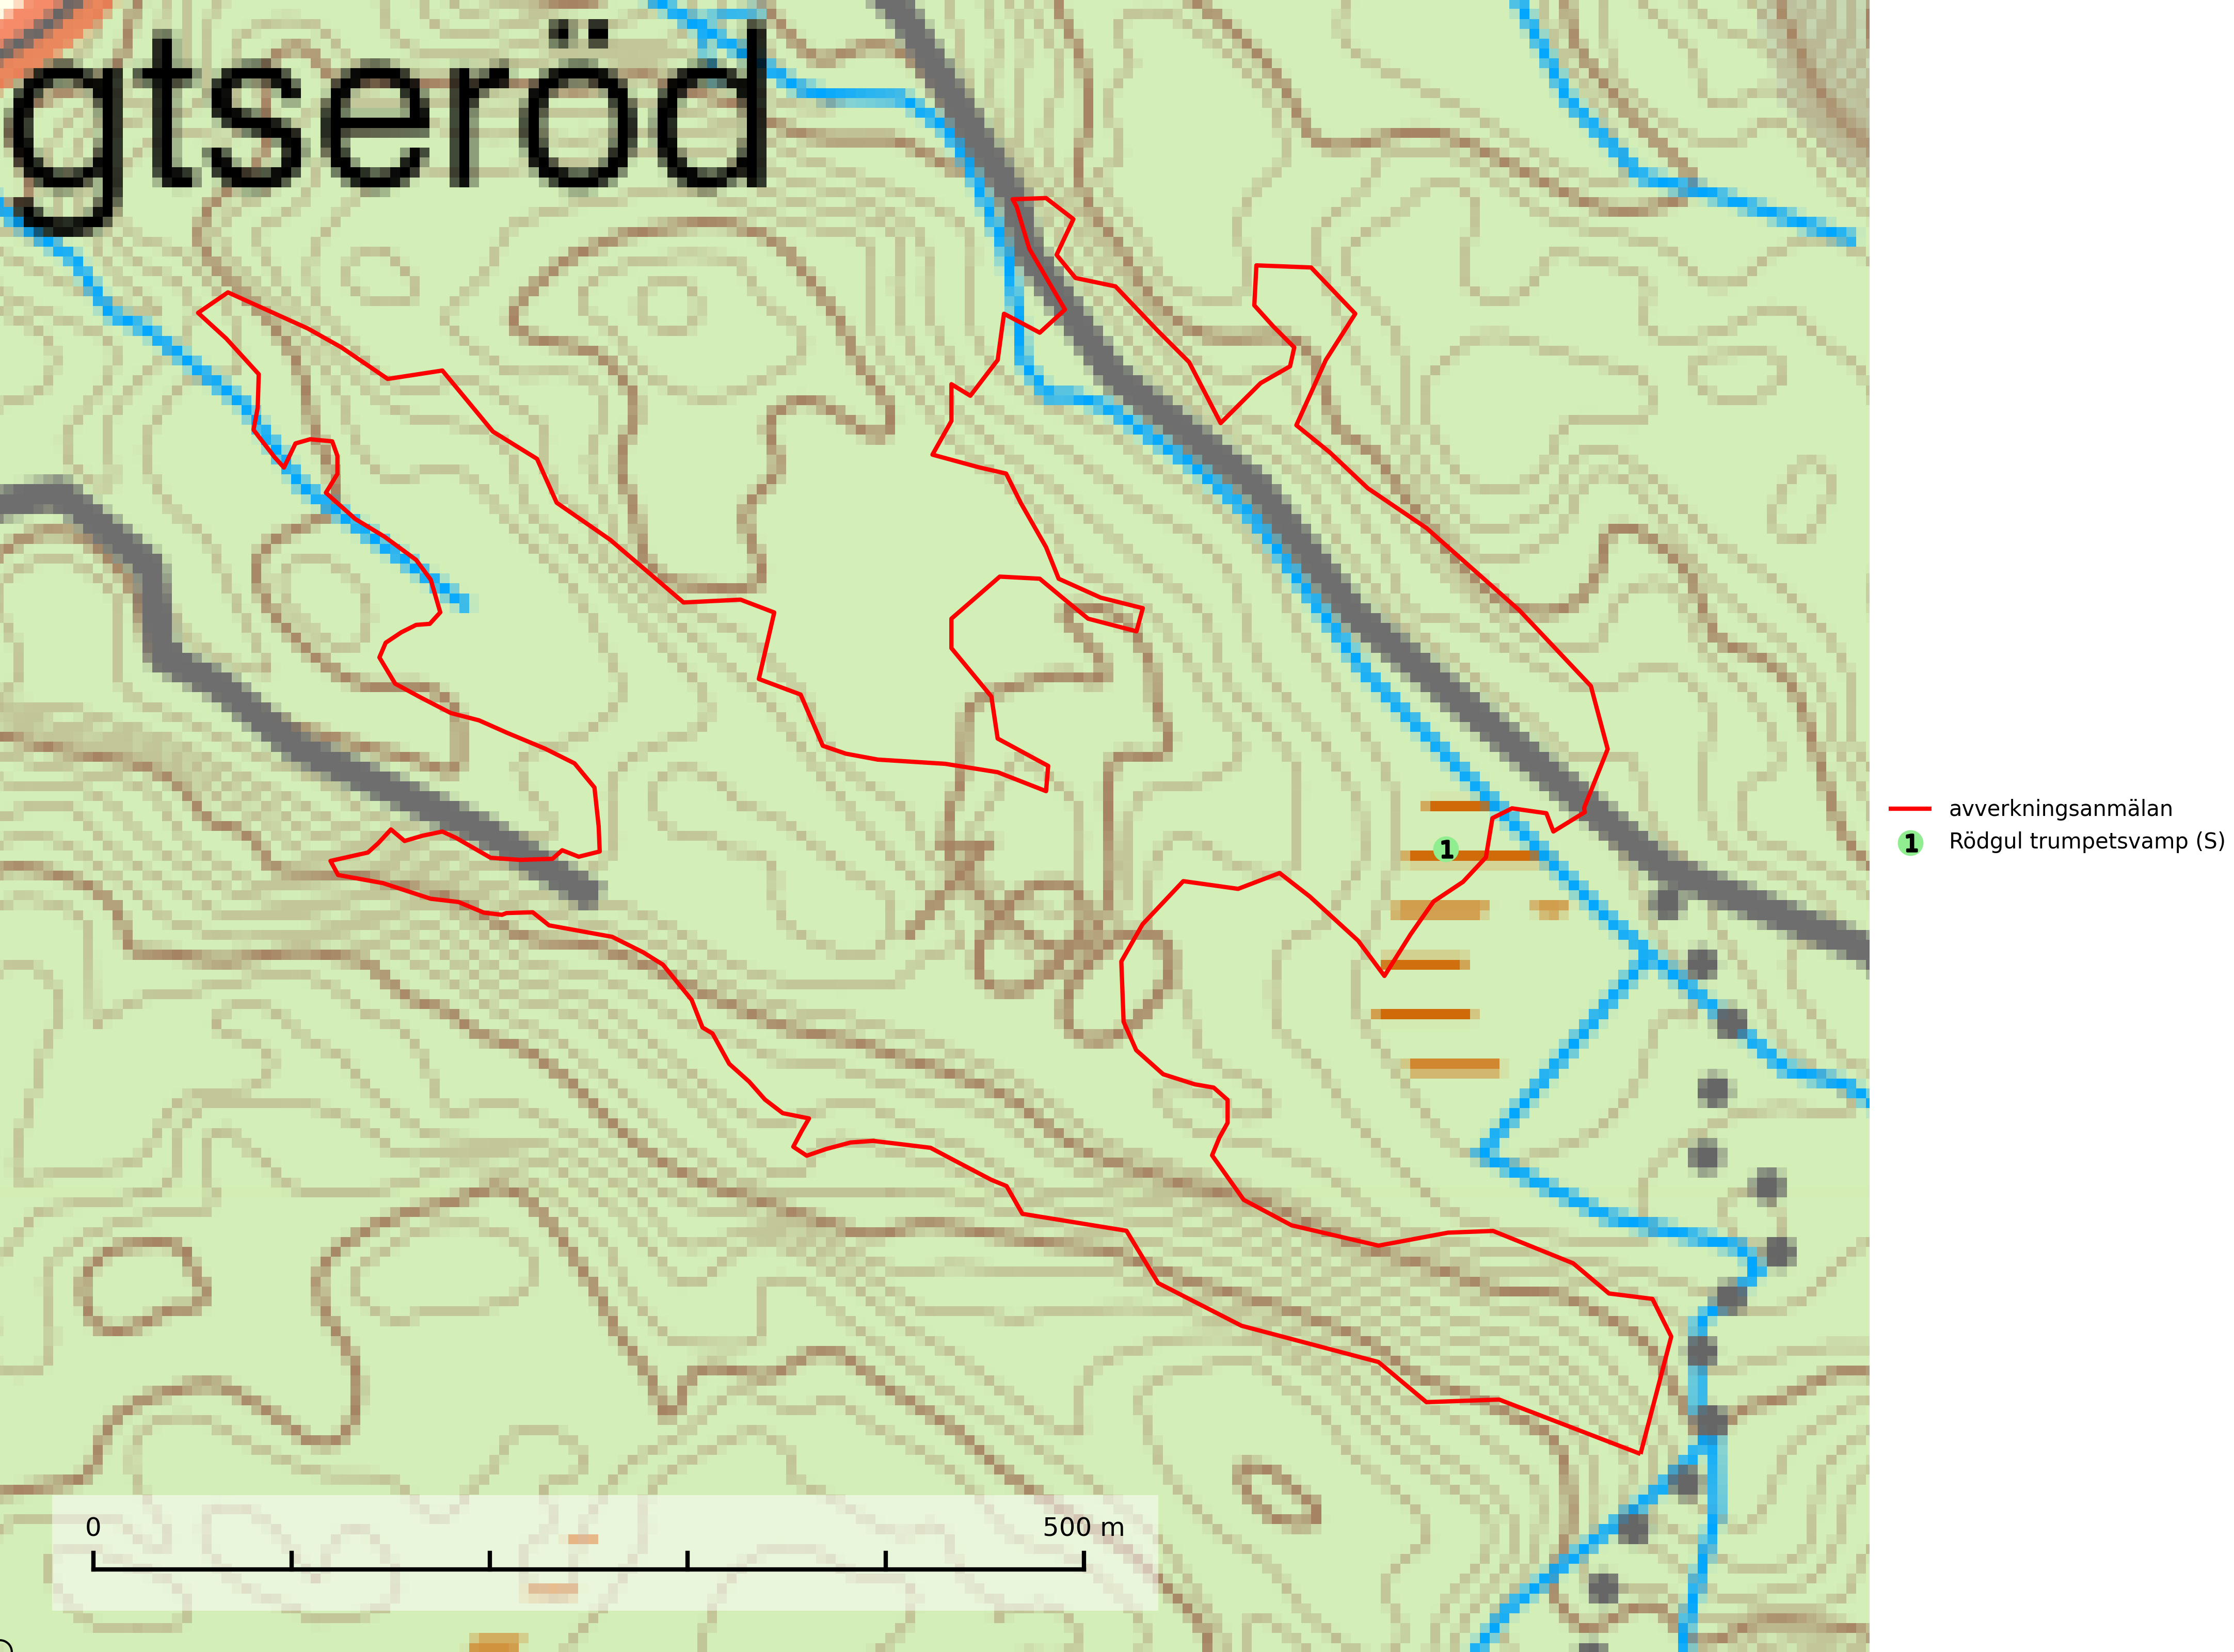 gtseröd
1
avverkningsanmälan
1 Rödgul trumpetsvamp (S)
0 500 m